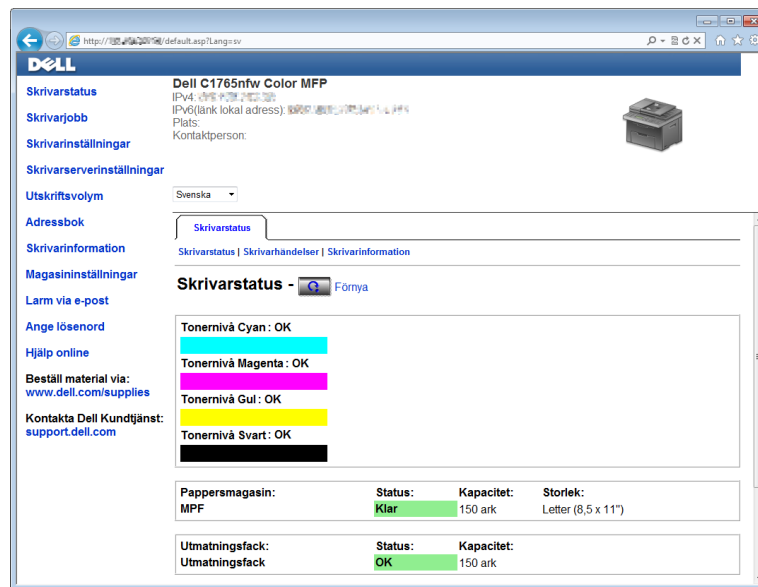 http:// /default.asp?Lang=sv
DELL
Skrivarstatus
Skrivarjobb
Skrivarinställningar
Skrivarserverinställningar
Utskriftsvolym
Adressbok
Skrivarinformation
Magasininställningar
Larm via e-post
Ange lösenord
Hjälp online
Beställ material via:
www.dell.com/supplies
Kontakta Dell Kundtjänst:
support.dell.com
Dell C1765nfw Color MFP
IPv4:
IPv6(länk lokal adress):
Plats:
Kontaktperson:
Svenska
Skrivarstatus
Skrivarstatus | Skrivarhändelser | Skrivarinformation
Skrivarstatus - Förnya
Tonernivå Cyan : OK
Tonernivå Magenta : OK
Tonernivå Gul : OK
Tonernivå Svart : OK
Pappersmagasin: Status: Kapacitet: Storlek:
MPF Klar 150 ark Letter (8,5 x 11")
Utmatningsfack: Status: Kapacitet:
Utmatningsfack OK 150 ark